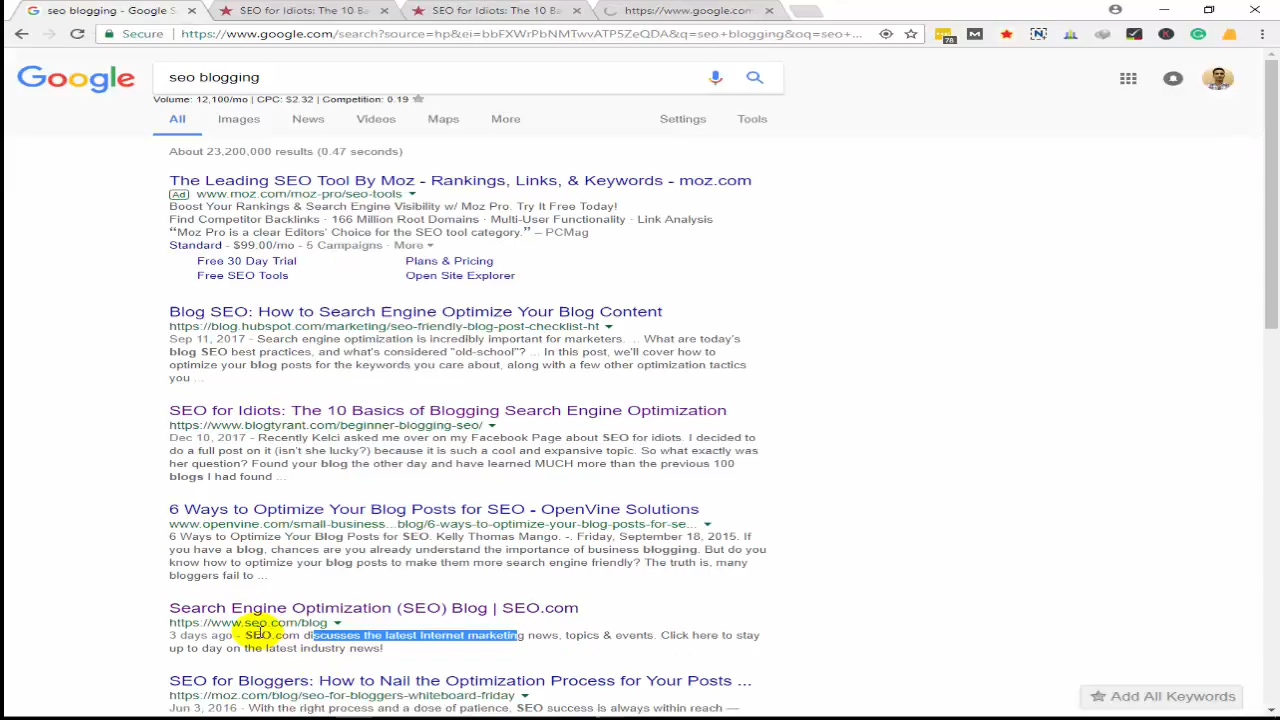 seo blogging - Google S
SEO for Idiots: The 10 Ba
SEO for Idiots: The 10 Ba
https://www.google.com/
Secure
https://www.google.com/search?source=hp&ei=bbEXWrPbNMTwvATP5ZeQDA&q=seo+blogging&oq=seo+...
78
Google
seo blogging
Volume: 12,100/mo | CPC: $2.32 | Competition: 0.19
All Images News Videos Maps More Settings Tools
About 23,200,000 results (0.47 seconds)
The Leading SEO Tool By Moz - Rankings, Links, & Keywords - moz.com
Ad www.moz.com/moz-pro/seo-tools
Boost Your Rankings & Search Engine Visibility w/ Moz Pro. Try It Free Today!
Find Competitor Backlinks · 166 Million Root Domains · Multi-User Functionality · Link Analysis
“Moz Pro is a clear Editors’ Choice for the SEO tool category.” – PCMag
Standard - $99.00/mo - 5 Campaigns · More
Free 30 Day Trial Plans & Pricing
Free SEO Tools Open Site Explorer
Blog SEO: How to Search Engine Optimize Your Blog Content
https://blog.hubspot.com/marketing/seo-friendly-blog-post-checklist-ht
Sep 11, 2017 - Search engine optimization is incredibly important for marketers. ... What are today's
blog SEO best practices, and what's considered "old-school"? ... In this post, we'll cover how to
optimize your blog posts for the keywords you care about, along with a few other optimization tactics
you ...
SEO for Idiots: The 10 Basics of Blogging Search Engine Optimization
https://www.blogtyrant.com/beginner-blogging-seo/
Dec 10, 2017 - Recently Kelci asked me over on my Facebook Page about SEO for idiots. I decided to
do a full post on it (isn't she lucky?) because it is such a cool and expansive topic. So what exactly was
her question? Found your blog the other day and have learned MUCH more than the previous 100
blogs I had found ...
6 Ways to Optimize Your Blog Posts for SEO - OpenVine Solutions
www.openvine.com/small-business...blog/6-ways-to-optimize-your-blog-posts-for-se...
6 Ways to Optimize Your Blog Posts for SEO. Kelly Thomas Mango. -. Friday, September 18, 2015. If
you have a blog, chances are you already understand the importance of business blogging. But do you
know how to optimize your blog posts to make them more search engine friendly? The truth is, many
bloggers fail to ...
Search Engine Optimization (SEO) Blog | SEO.com
https://www.seo.com/blog
3 days ago - SEO.com discusses the latest Internet marketing news, topics & events. Click here to stay
up to day on the latest industry news!
SEO for Bloggers: How to Nail the Optimization Process for Your Posts ...
https://moz.com/blog/seo-for-bloggers-whiteboard-friday
Jun 3, 2016 - With the right process and a dose of patience, SEO success is always within reach —
Add All Keywords